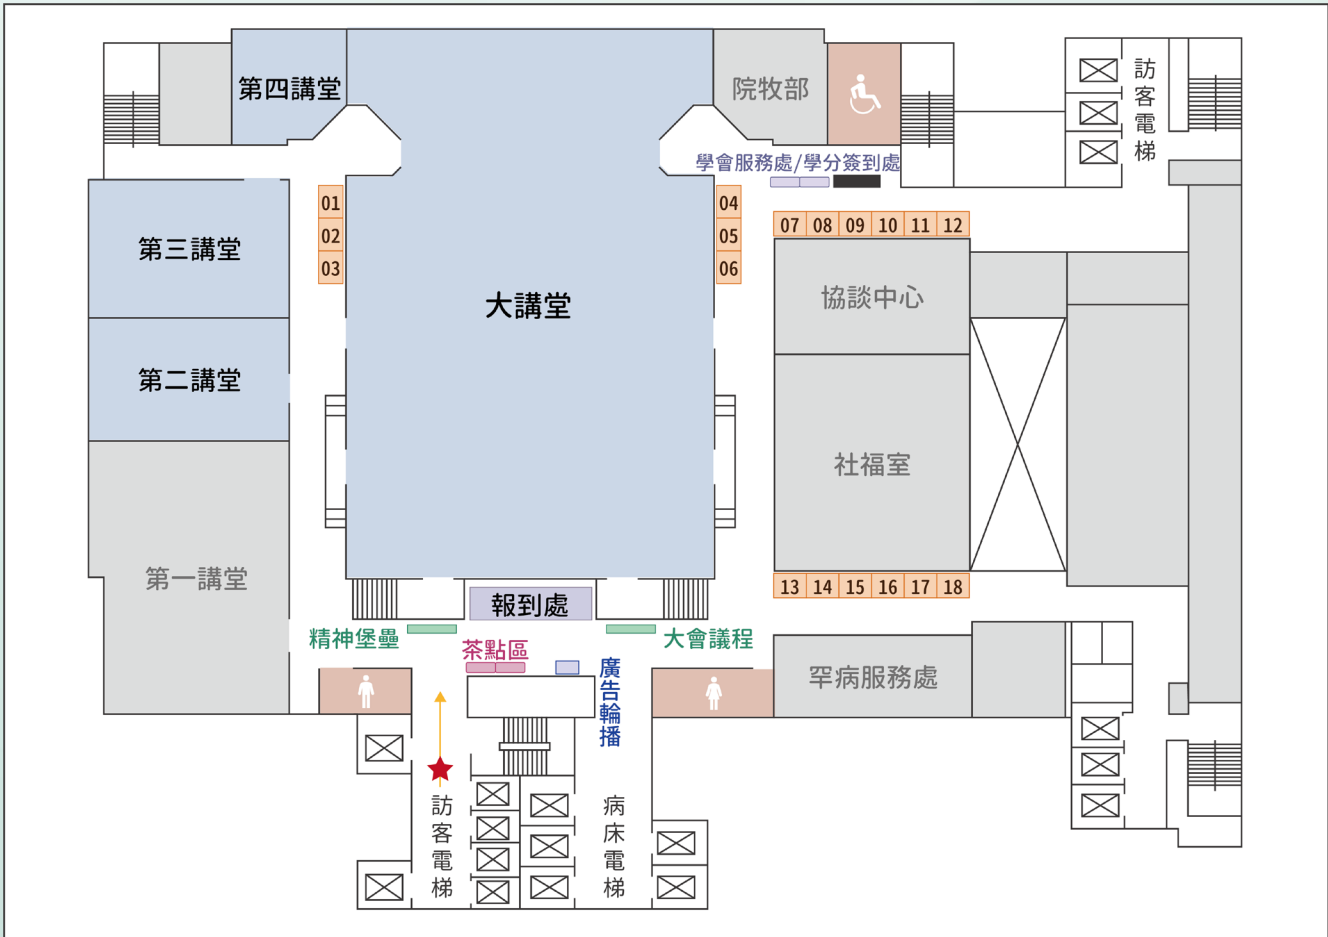 第四講堂
院牧部
訪客電梯
學會服務處/學分簽到處
01
02
03
04
05
06
07 08 09 10 11 12
第三講堂
大講堂
協談中心
第二講堂
社福室
第一講堂
13 14 15 16 17 18
報到處
精神堡壘
大會議程
茶點區
廣告輪播
罕病服務處
訪客電梯
病床電梯